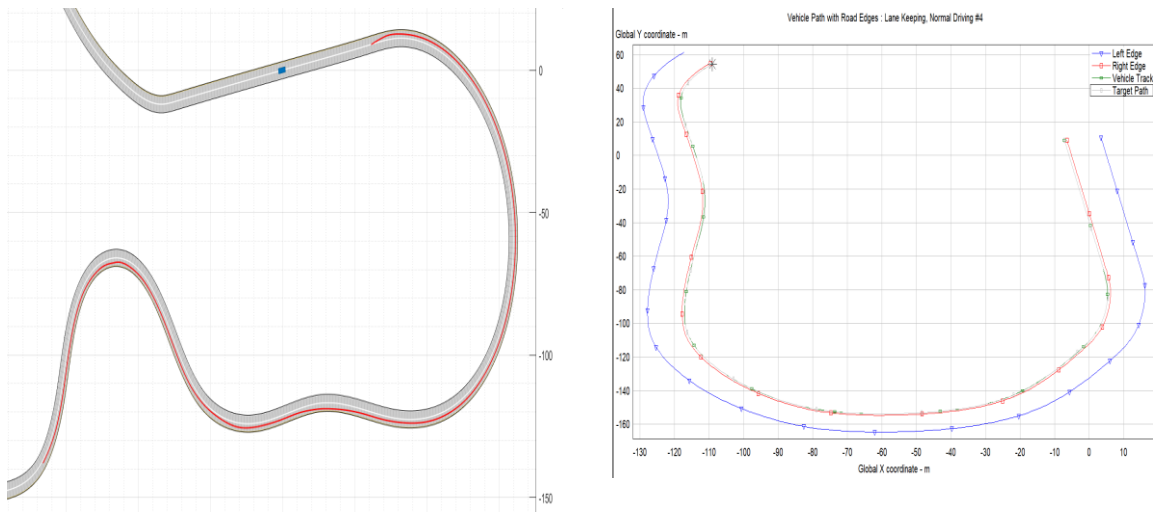 0
-50
-100
-150
Vehicle Path with Road Edges : Lane Keeping, Normal Driving #4
Global Y coordinate - m
Left Edge
Right Edge
Vehicle Track
Target Path
60
40
20
0
-20
-40
-60
-80
-100
-120
-140
-160
-130 -120 -110 -100 -90 -80 -70 -60 -50 -40 -30 -20 -10 0 10
Global X coordinate - m